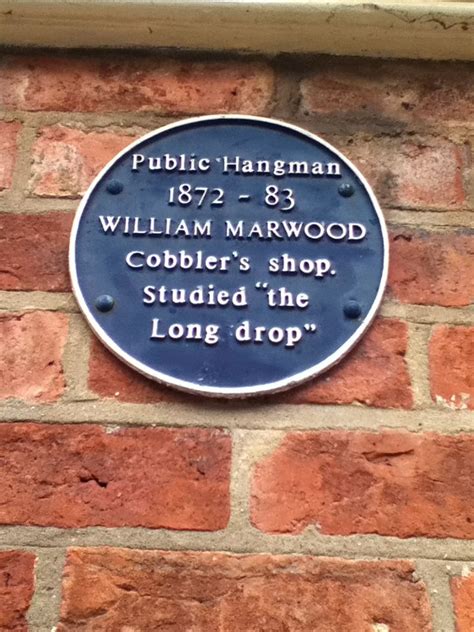 Public Hangman
1872 - 83
WILLIAM MARWOOD
Cobbler's shop.
Studied "the
Long drop"